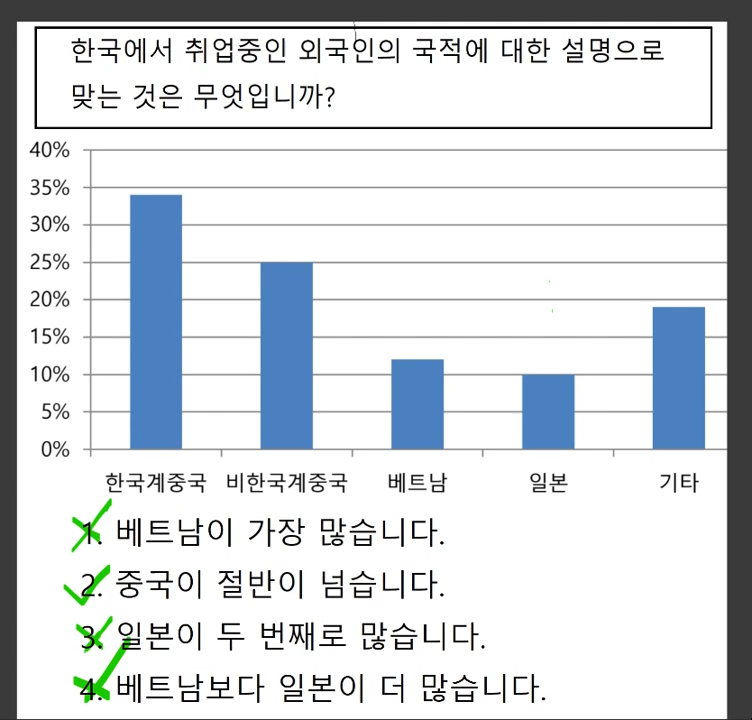 한국에서 취업중인 외국인의 국적에 대한 설명으로
맞는 것은 무엇입니까?
40%
35%
30%
25%
20%
15%
10%
5%
0%
한국계중국 비한국계중국 베트남 일본 기타
1. 베트남이 가장 많습니다.
2. 중국이 절반이 넘습니다.
3. 일본이 두 번째로 많습니다.
4. 베트남보다 일본이 더 많습니다.